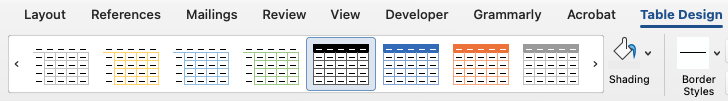 Layout References Mailings Review View Developer Grammarly Acrobat Table Design
Shading
Border
Styles